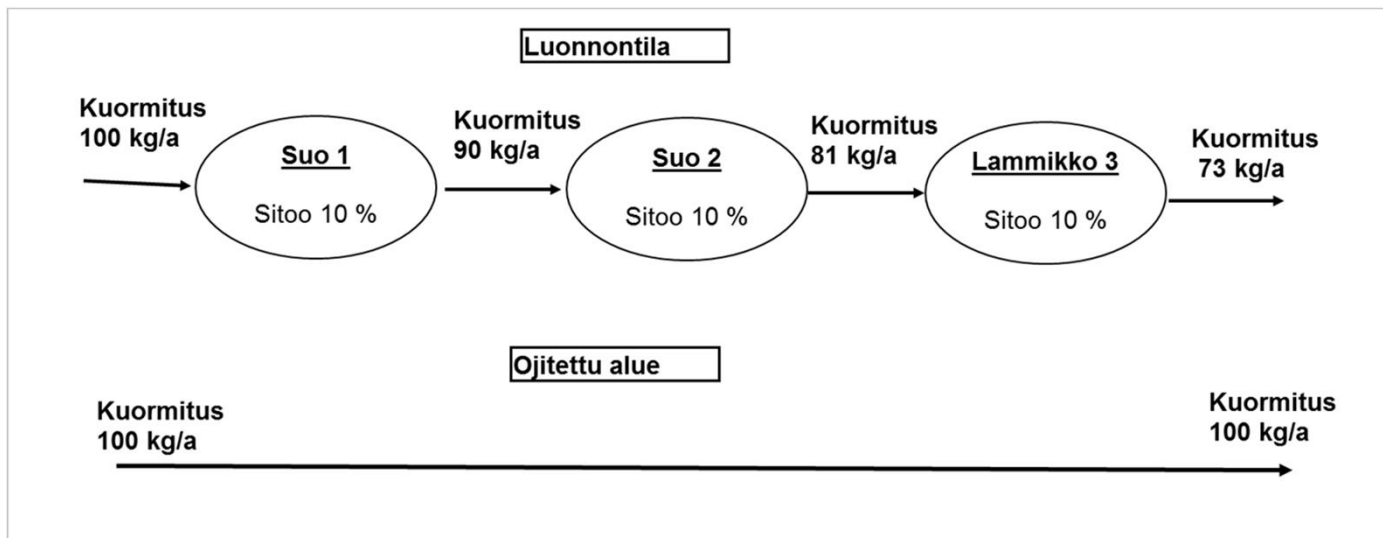 Luonnontila
Kuormitus
100 kg/a
Suo 1
Sitoo 10 %
Kuormitus
90 kg/a
Suo 2
Sitoo 10 %
Kuormitus
81 kg/a
Lammikko 3
Sitoo 10 %
Kuormitus
73 kg/a
Ojitettu alue
Kuormitus
100 kg/a
Kuormitus
100 kg/a